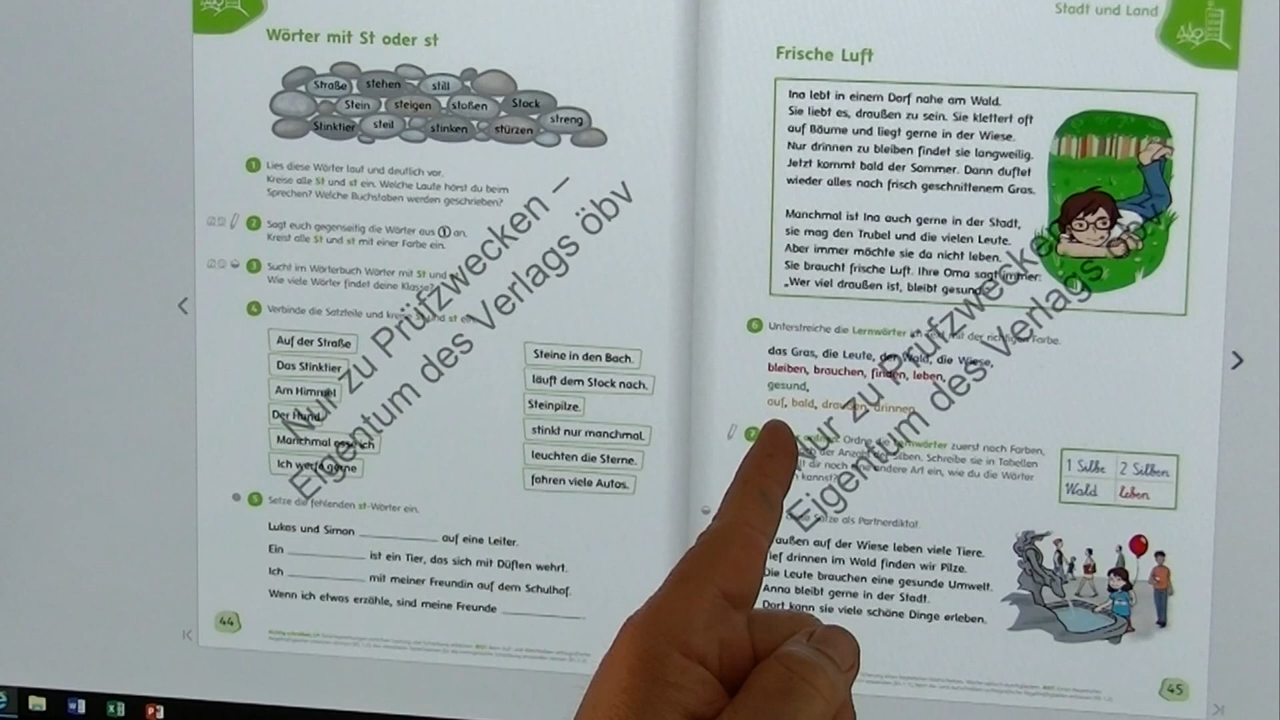 Wörter mit St oder st
Straße stehen still
Stein steigen stoßen Stock
Stinktier steil stinken stürzen streng
1 Lies diese Wörter laut und deutlich vor.
Kreise alle St und st ein. Welche Laute hörst du beim
Sprechen? Welche Buchstaben werden geschrieben?
2 Sagt euch gegenseitig die Wörter aus 1 an.
Kreist alle St und st mit einer Farbe ein.
3 Sucht im Wörterbuch Wörter mit St und
Wie viele Wörter findet deine Klasse?
4 Verbinde die Satzteile und kreise St und st ein.
Auf der Straße
Das Stinktier
Am Himmel
Der Hund
Manchmal esse ich
Ich werfe gerne
Steine in den Bach.
läuft dem Stock nach.
Steinpilze.
stinkt nur manchmal.
leuchten die Sterne.
fahren viele Autos.
5 Setze die fehlenden st-Wörter ein.
Lukas und Simon ________ auf eine Leiter.
Ein ________ ist ein Tier, das sich mit Düften wehrt.
Ich ________ mit meiner Freundin auf dem Schulhof.
Wenn ich etwas erzähle, sind meine Freunde ________
44
Nur zu Prüfzwecken –
Eigentum des Verlags öbv
Stadt und Land
Frische Luft
Ina lebt in einem Dorf nahe am Wald.
Sie liebt es, draußen zu sein. Sie klettert oft
auf Bäume und liegt gerne in der Wiese.
Nur drinnen zu bleiben findet sie langweilig.
Jetzt kommt bald der Sommer. Dann duftet
wieder alles nach frisch geschnittenem Gras.
Manchmal ist Ina auch gerne in der Stadt,
sie mag den Trubel und die vielen Leute.
Aber immer möchte sie da nicht leben.
Sie braucht frische Luft. Ihre Oma sagt immer:
„Wer viel draußen ist, bleibt gesund.“
6 Unterstreiche die Lernwörter im Text mit der richtigen Farbe.
das Gras, die Leute, der Wald, die Wiese,
bleiben, brauchen, finden, leben,
gesund,
auf, bald, draußen, drinnen
7 Ordne die Lernwörter zuerst nach Farben,
der Anzahl der Silben. Schreibe sie in Tabellen
dir noch eine andere Art ein, wie du die Wörter
kannst?
1 Silbe 2 Silben
Wald leben
Sätze als Partnerdiktat.
außen auf der Wiese leben viele Tiere.
ief drinnen im Wald finden wir Pilze.
Die Leute brauchen eine gesunde Umwelt.
Anna bleibt gerne in der Stadt.
Dort kann sie viele schöne Dinge erleben.
45
Nur zu Prüfzwecken
Eigentum des Verlags öbv